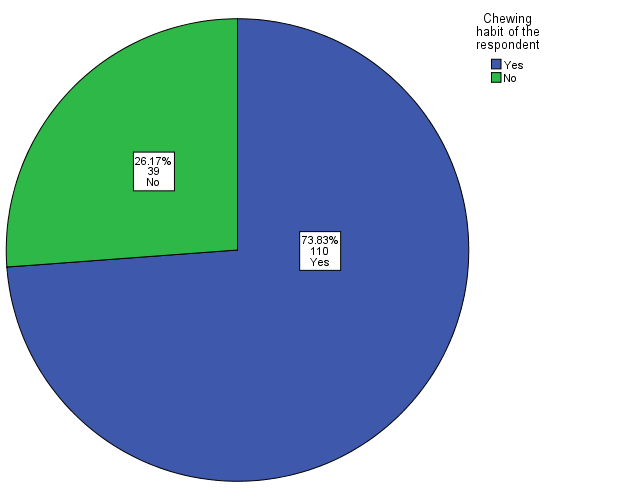 Chewing
habit of the
respondent
Yes
No
26.17%
39
No
73.83%
110
Yes